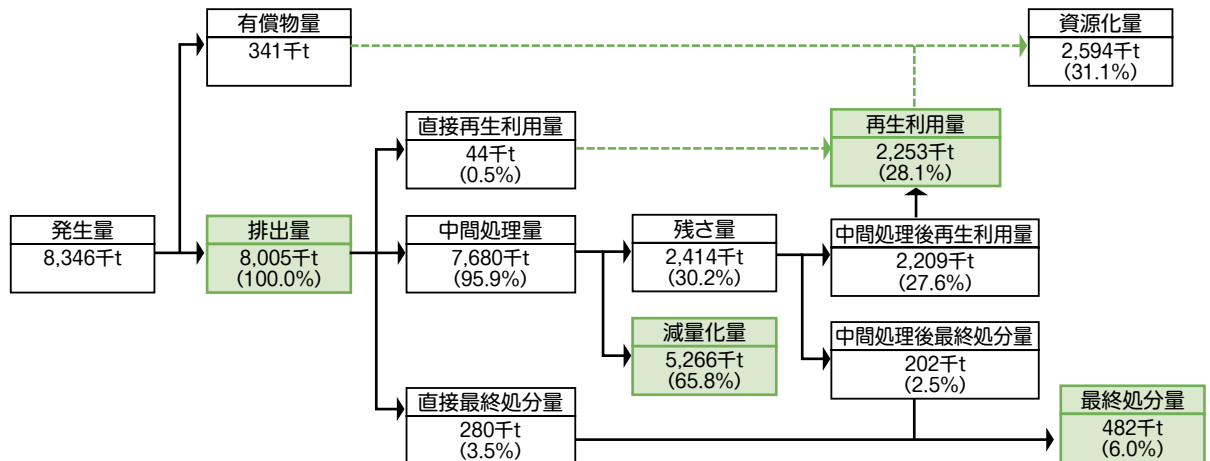 有償物量
341千t
資源化量
2,594千t
(31.1%)
直接再生利用量
44千t
(0.5%)
再生利用量
2,253千t
(28.1%)
発生量
8,346千t
排出量
8,005千t
(100.0%)
中間処理量
7,680千t
(95.9%)
残さ量
2,414千t
(30.2%)
中間処理後再生利用量
2,209千t
(27.6%)
減量化量
5,266千t
(65.8%)
中間処理後最終処分量
202千t
(2.5%)
直接最終処分量
280千t
(3.5%)
最終処分量
482千t
(6.0%)